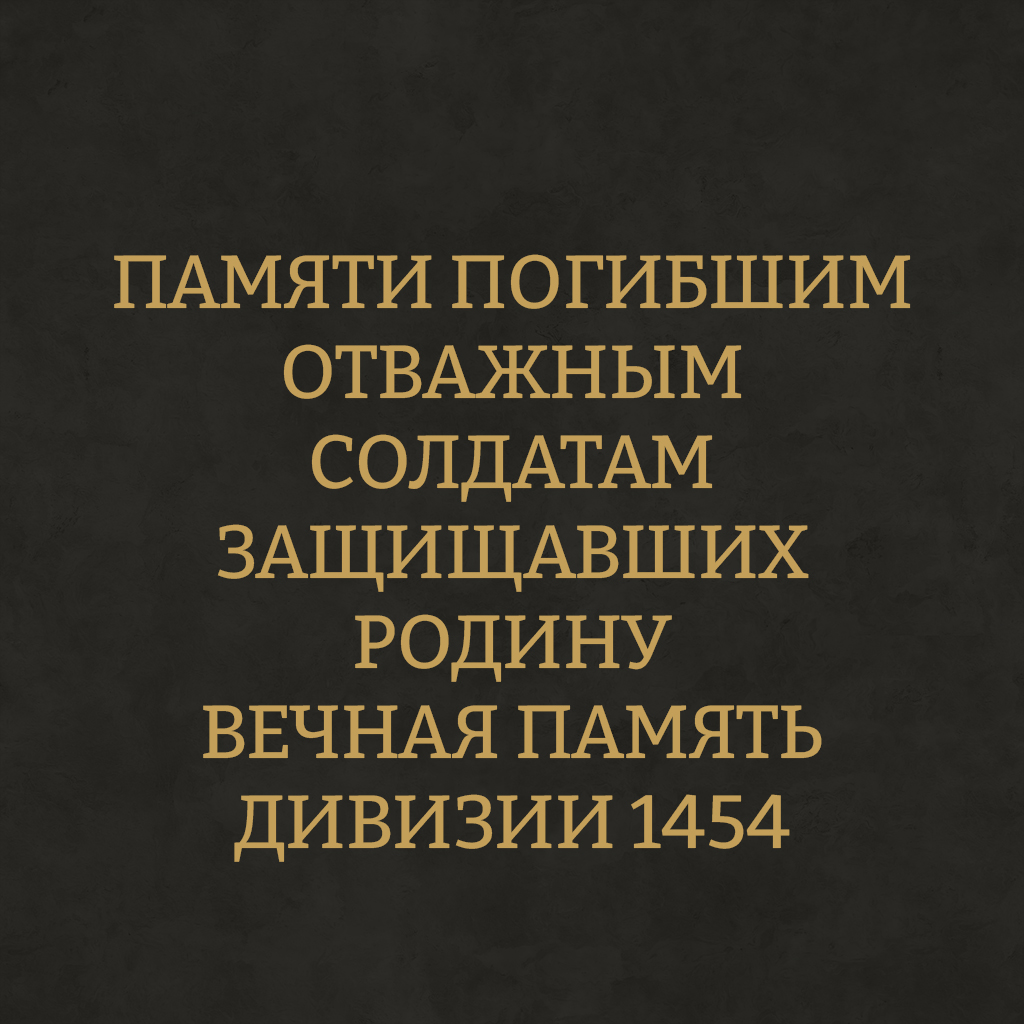 ПАМЯТИ ПОГИБШИМ
ОТВАЖНЫМ
СОЛДАТАМ
ЗАЩИЩАВШИХ
РОДИНУ
ВЕЧНАЯ ПАМЯТЬ
ДИВИЗИИ 1454